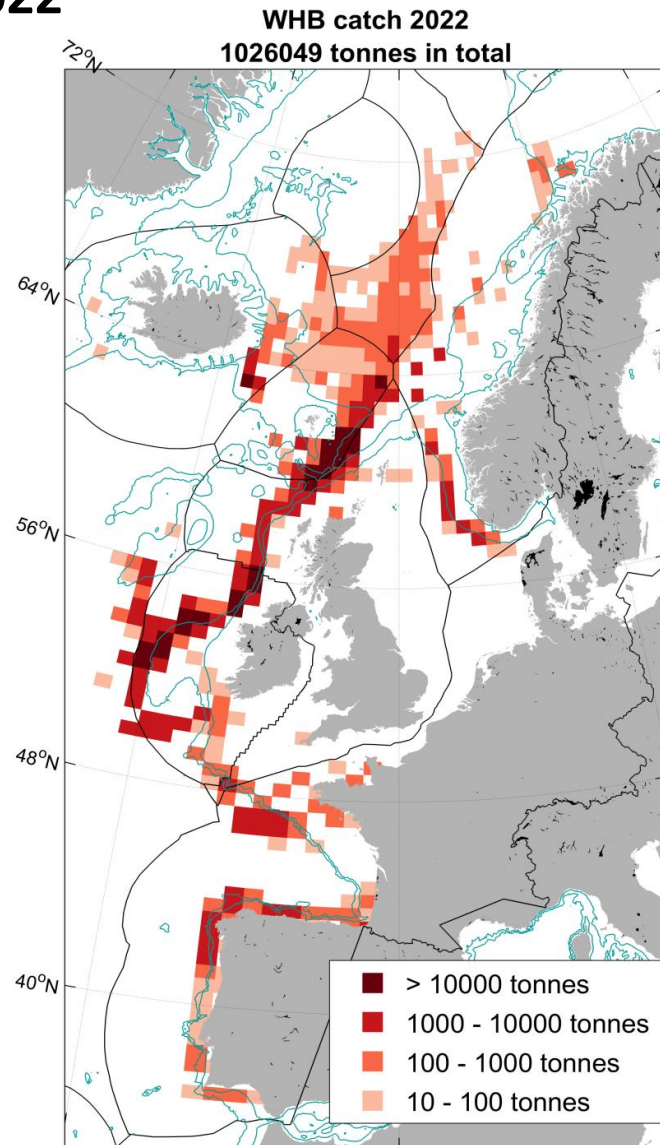 WHB catch 2022
1026049 tonnes in total
72°N
64°N
56°N
48°N
40°N
> 10000 tonnes
1000 - 10000 tonnes
100 - 1000 tonnes
10 - 100 tonnes